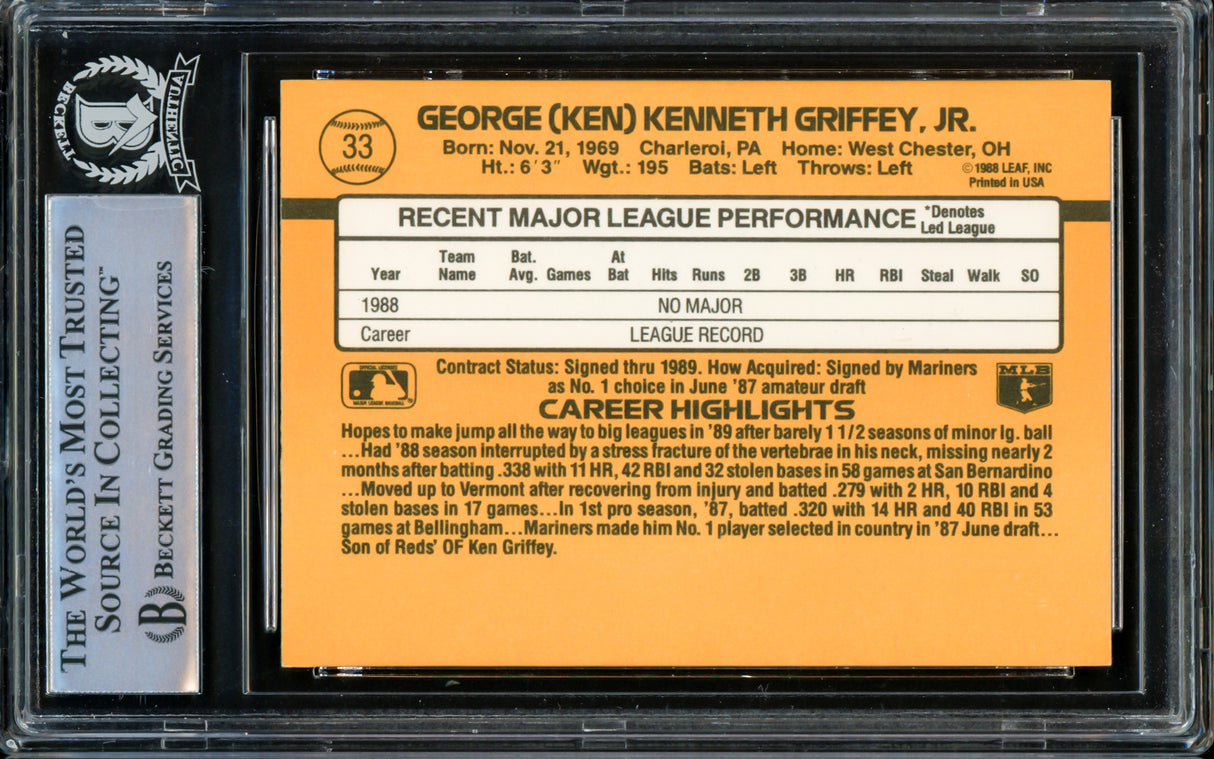 BECKETT
AUTHENTIC
B
THE WORLD'S MOST TRUSTED
SOURCE IN COLLECTING™
B BECKETT GRADING SERVICES
33
GEORGE (KEN) KENNETH GRIFFEY, JR.
Born: Nov. 21, 1969 Charleroi, PA Home: West Chester, OH
Ht.: 6'3" Wgt.: 195 Bats: Left Throws: Left
© 1988 LEAF, INC
Printed in USA
RECENT MAJOR LEAGUE PERFORMANCE *Denotes
Led League
Year Team Name Bat. Avg. Games At Bat Hits Runs 2B 3B HR RBI Steal Walk SO
1988 NO MAJOR
Career LEAGUE RECORD
Contract Status: Signed thru 1989. How Acquired: Signed by Mariners
as No. 1 choice in June '87 amateur draft
OFFICIAL LICENSEE
MAJOR LEAGUE BASEBALL
MLB
CAREER HIGHLIGHTS
Hopes to make jump all the way to big leagues in '89 after barely 1 1/2 seasons of minor lg. ball
...Had '88 season interrupted by a stress fracture of the vertebrae in his neck, missing nearly 2
months after batting .338 with 11 HR, 42 RBI and 32 stolen bases in 58 games at San Bernardino
...Moved up to Vermont after recovering from injury and batted .279 with 2 HR, 10 RBI and 4
stolen bases in 17 games...In 1st pro season, '87, batted .320 with 14 HR and 40 RBI in 53
games at Bellingham...Mariners made him No. 1 player selected in country in '87 June draft...
Son of Reds' OF Ken Griffey.